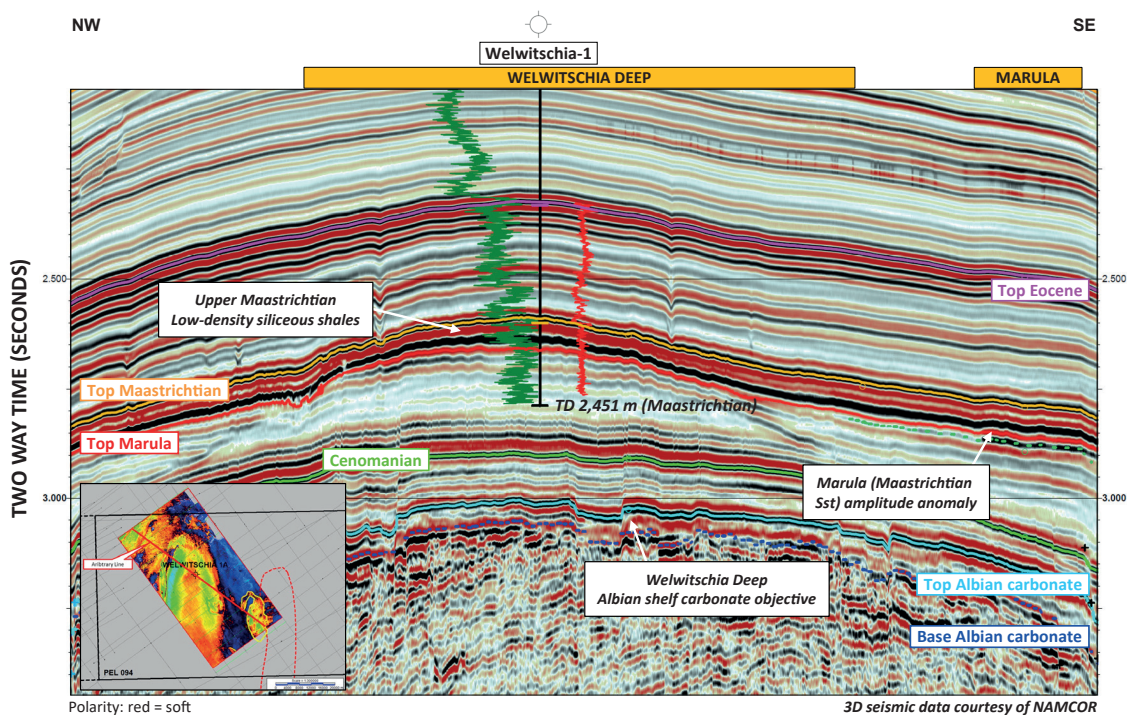 NW
SE
Welwitschia-1
WELWITSCHIA DEEP
MARULA
TWO WAY TIME (SECONDS)
2.500
2.500
Top Eocene
Upper Maastrichtian
Low-density siliceous shales
Top Maastrichtian
TD 2,451 m (Maastrichtian)
Top Marula
Cenomanian
Marula (Maastrichtian
Sst) amplitude anomaly
3.000
3.000
Arbitrary Line
WELWITSCHIA 1A
Welwitschia Deep
Albian shelf carbonate objective
Top Albian carbonate
Base Albian carbonate
PEL 094
Polarity: red = soft
3D seismic data courtesy of NAMCOR